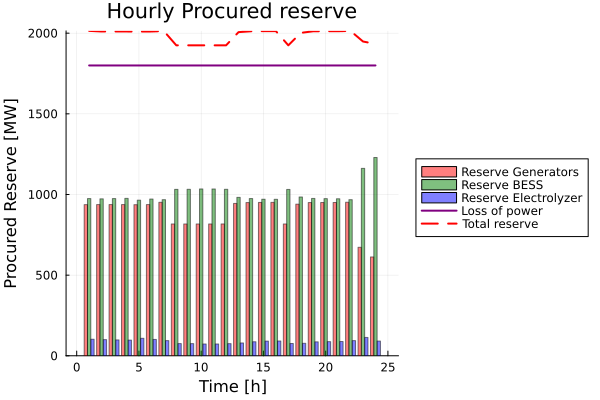 Hourly Procured reserve
Procured Reserve [MW]
2000
1500
1000
500
0
0 5 10 15 20 25
Time [h]
Reserve Generators
Reserve BESS
Reserve Electrolyzer
Loss of power
Total reserve